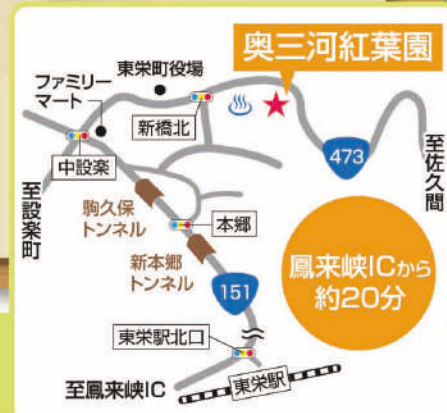 奥三河紅葉園
東栄町役場
ファミリー
マート
新橋北
中設楽
至設楽町
駒久保
トンネル
本郷
新本郷
トンネル
473
至佐久間
鳳来峡ICから
約20分
151
東栄駅北口
東栄駅
至鳳来峡IC